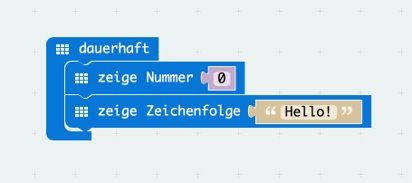 dauerhaft
zeige Nummer 0
zeige Zeichenfolge “ Hello! ”